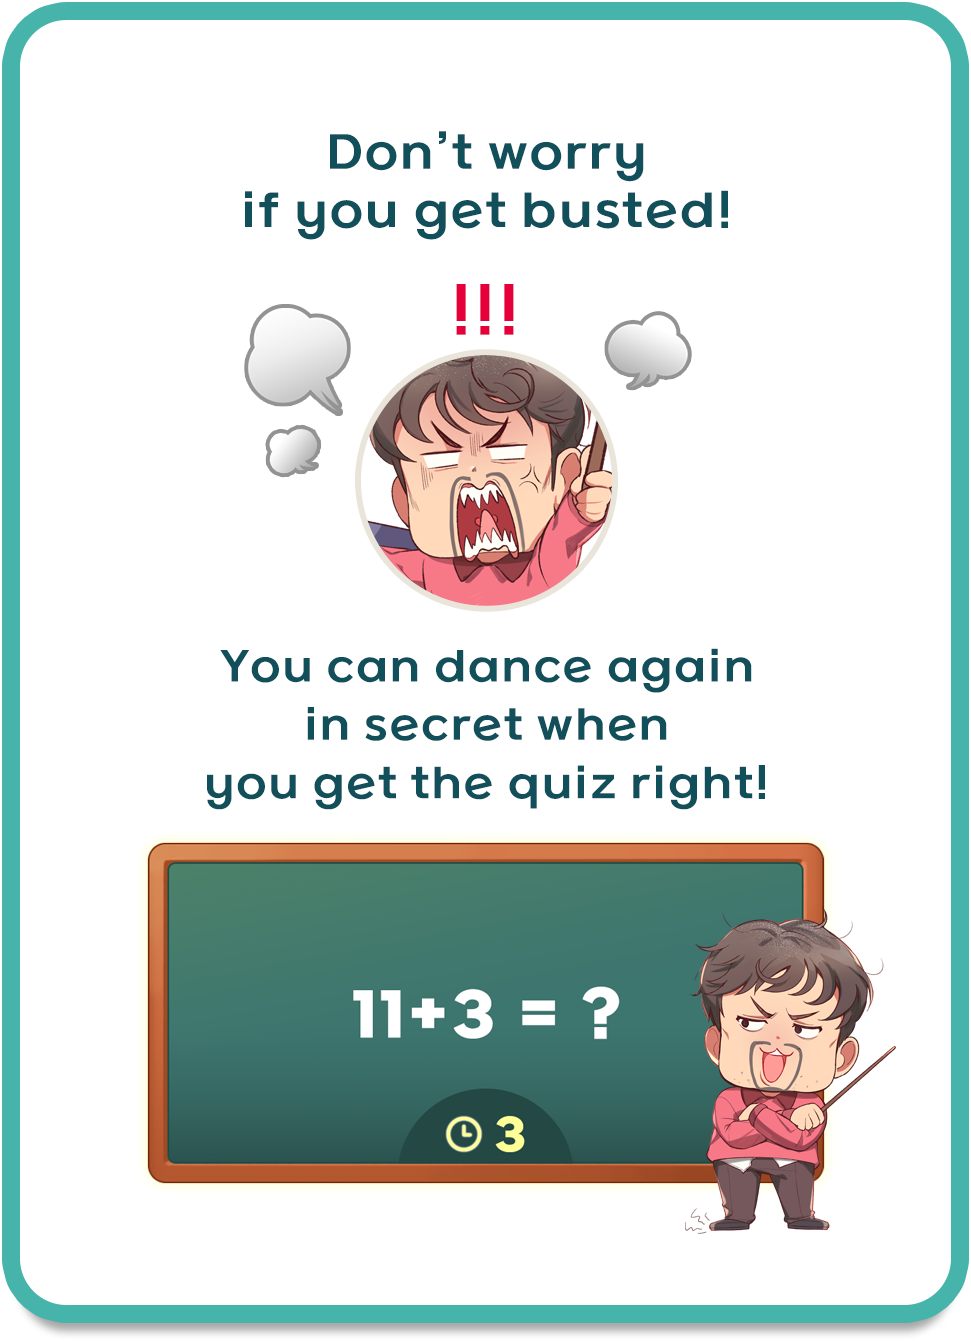 Don't worry
if you get busted!
!!!
You can dance again
in secret when
you get the quiz right!
11+3 = ?
3